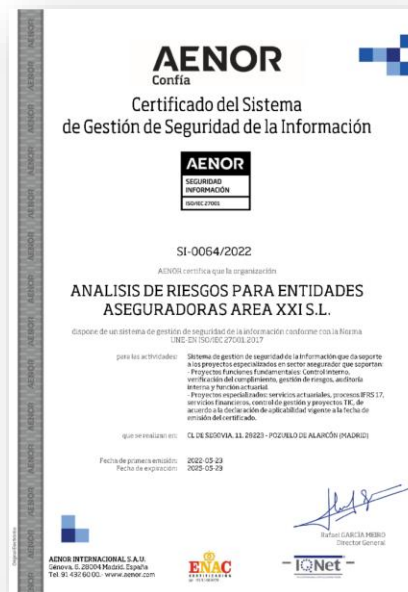 AENOR
Confía
Certificado del Sistema
de Gestión de Seguridad de la Información
AENOR
SEGURIDAD
INFORMACIÓN
ISO/IEC 27001
SI-0064/2022
AENOR certifica que la organización
ANALISIS DE RIESGOS PARA ENTIDADES
ASEGURADORAS AREA XXI S.L.
dispone de un sistema de gestión de seguridad de la información conforme con la Norma
UNE-EN ISO/IEC 27001:2017
para las actividades: Sistema de gestión de seguridad de la información que da soporte
a los proyectos especializados en sector asegurador que soportan:
- Proyectos funciones fundamentales: Control interno,
verificación del cumplimiento, gestión de riesgos, auditoría
interna y función actuarial.
- Proyectos especializados: servicios actuariales, procesos IFRS 17,
servicios financieros, control de gestión y proyectos TIC, de
acuerdo a la declaración de aplicabilidad vigente a la fecha de
emisión del certificado.
que se realizan en: CL DE SEGOVIA, 11. 28223 - POZUELO DE ALARCÓN (MADRID)
Fecha de primera emisión: 2022-03-23
Fecha de expiración: 2025-03-23
Rafael GARCÍA MEIRO
Director General
AENOR INTERNACIONAL S.A.U.
Génova, 6. 28004 Madrid. España
Tel. 91 432 60 00.- www.aenor.com
ENAC
CERTIFICACIÓN
- IQNet -